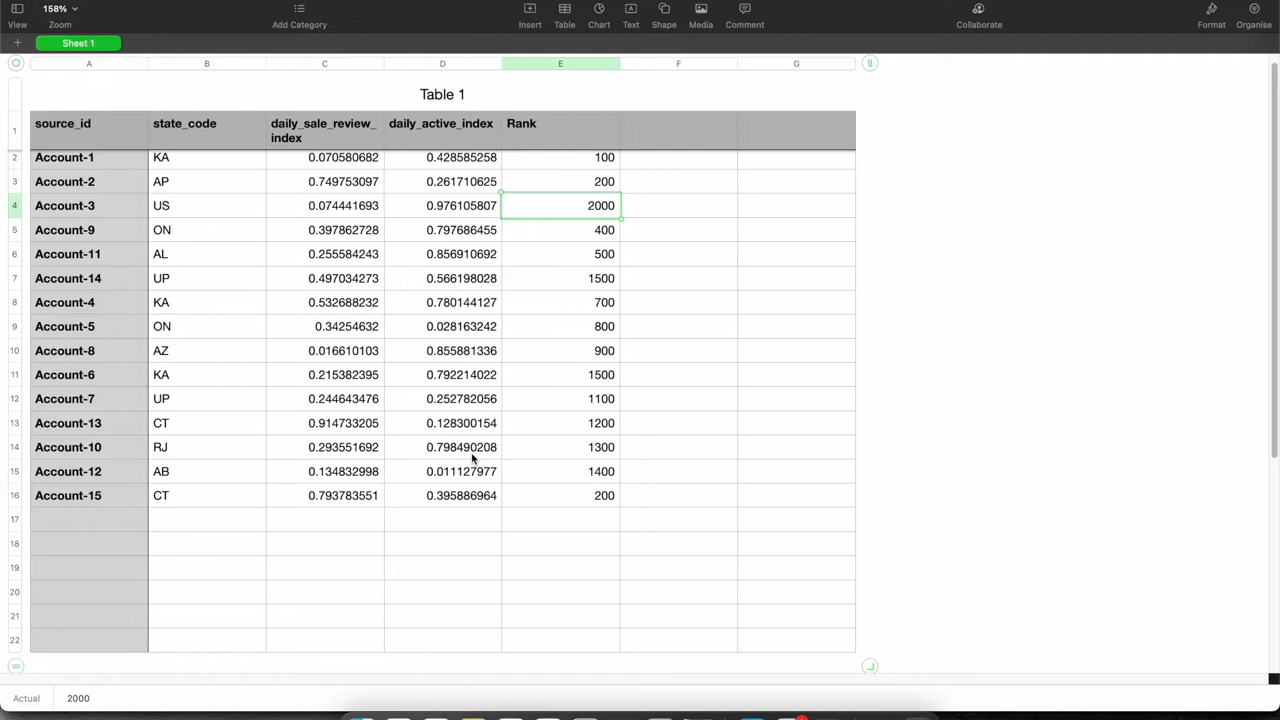 158%
View
Zoom
Add Category
Insert
Table
Chart
Text
Shape
Media
Comment
Collaborate
Format
Organise
Sheet 1
A B C D E F G
Table 1
1 source_id state_code daily_sale_review_ daily_active_index Rank
index
2 Account-1 KA 0.070580682 0.428585258 100
3 Account-2 AP 0.749753097 0.261710625 200
4 Account-3 US 0.074441693 0.976105807 2000
5 Account-9 ON 0.397862728 0.797686455 400
6 Account-11 AL 0.255584243 0.856910692 500
7 Account-14 UP 0.497034273 0.566198028 1500
8 Account-4 KA 0.532688232 0.780144127 700
9 Account-5 ON 0.34254632 0.028163242 800
10 Account-8 AZ 0.016610103 0.855881336 900
11 Account-6 KA 0.215382395 0.792214022 1500
12 Account-7 UP 0.244643476 0.252782056 1100
13 Account-13 CT 0.914733205 0.128300154 1200
14 Account-10 RJ 0.293551692 0.798490208 1300
15 Account-12 AB 0.134832998 0.011127977 1400
16 Account-15 CT 0.793783551 0.395886964 200
17
18
19
20
21
22
Actual 2000